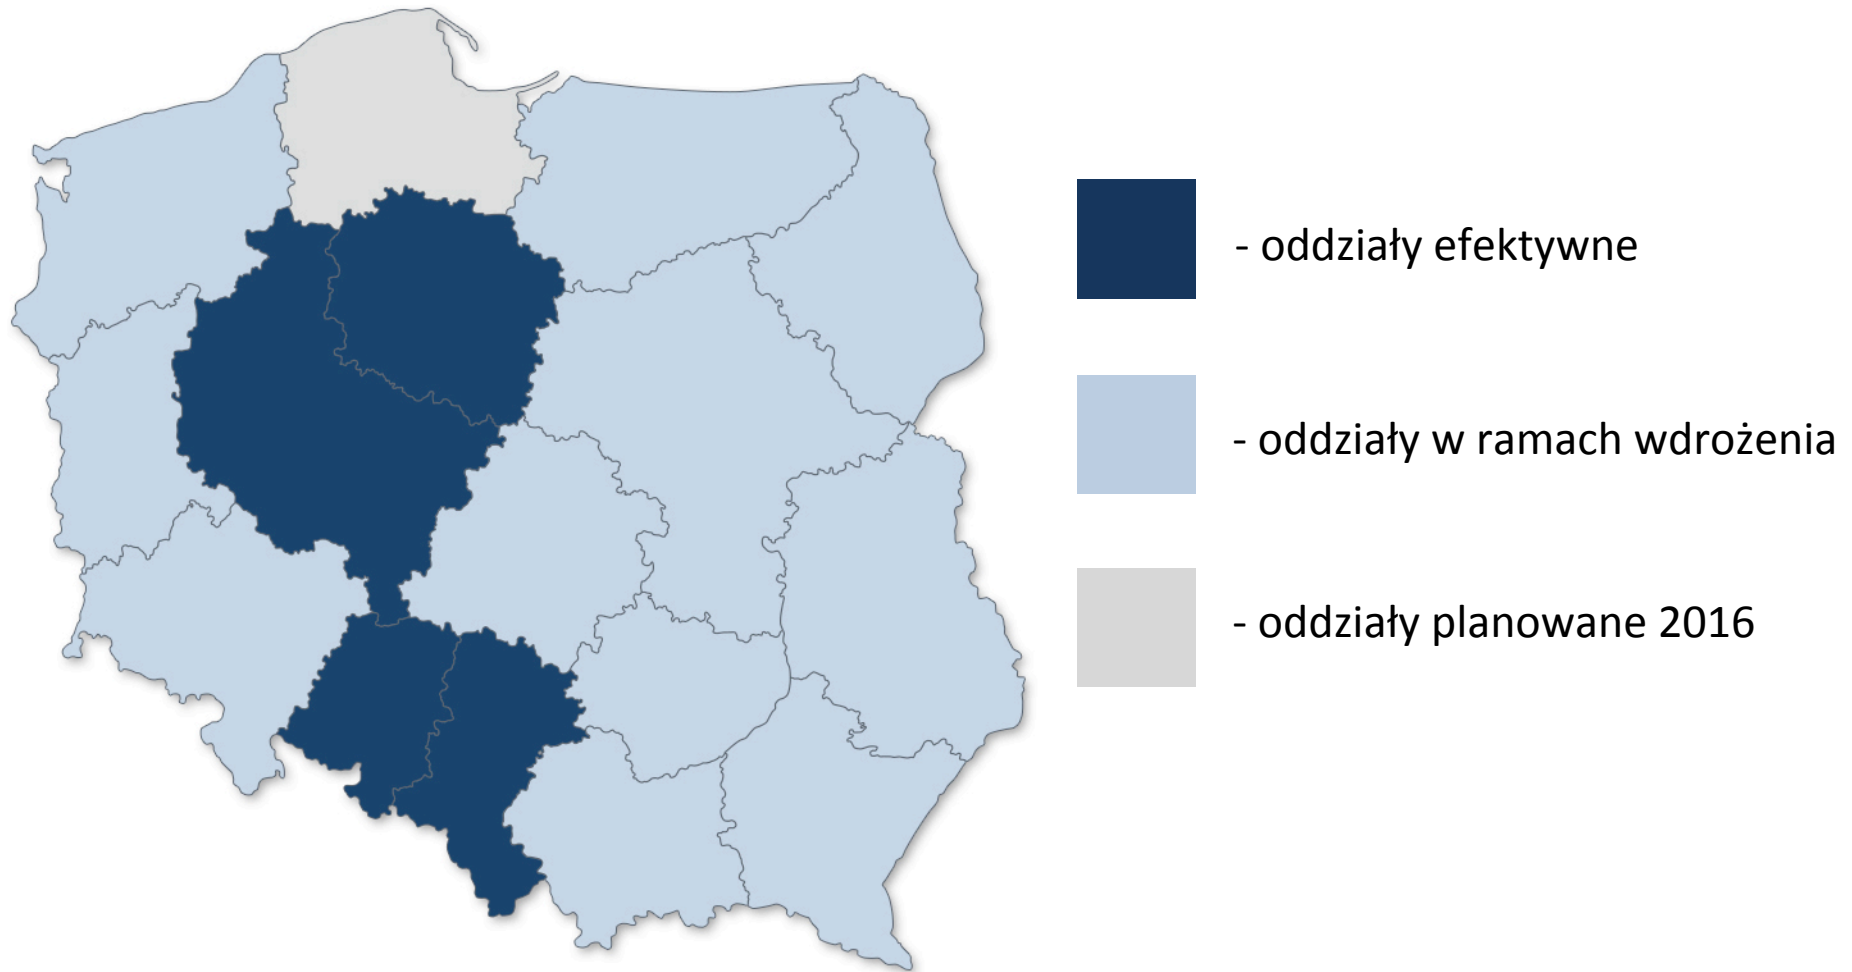 - oddziały efektywne
- oddziały w ramach wdrożenia
- oddziały planowane 2016